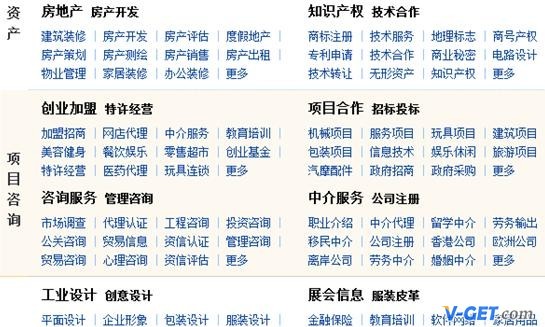 资产
房地产 房产开发
建筑装修 房产开发 房产评估 度假地产
房产策划 房产测绘 房产销售 房产出租
物业管理 家居装修 办公装修 更多
知识产权 技术合作
商标注册 技术服务 地理标志 商号产权
专利申请 技术合作 商业秘密 电路设计
技术转让 无形资产 知识产权 更多
项目咨询
创业加盟 特许经营
加盟招商 网店代理 中介服务 教育培训
美容健身 餐饮娱乐 零售超市 创业基金
特许经营 医药代理 玩具连锁 更多
项目合作 招标投标
机械项目 服务项目 玩具项目 建筑项目
包装项目 信息技术 娱乐休闲 旅游项目
汽摩配件 政府招商 政府采购 更多
咨询服务 管理咨询
市场调查 代理认证 工程咨询 投资咨询
公关咨询 贸易信息 资信认证 管理咨询
贸易咨询 心理咨询 资信评估 更多
中介服务 公司注册
职业介绍 中介代理 留学中介 劳务输出
移民中介 公司注册 香港公司 欧洲公司
离岸公司 劳务中介 婚姻中介 更多
工业设计 创意设计
平面设计 企业形象 包装设计 服装设计
展会信息 服装皮革
金融保险 教育培训 软件网络 家居用品
V-GET.com